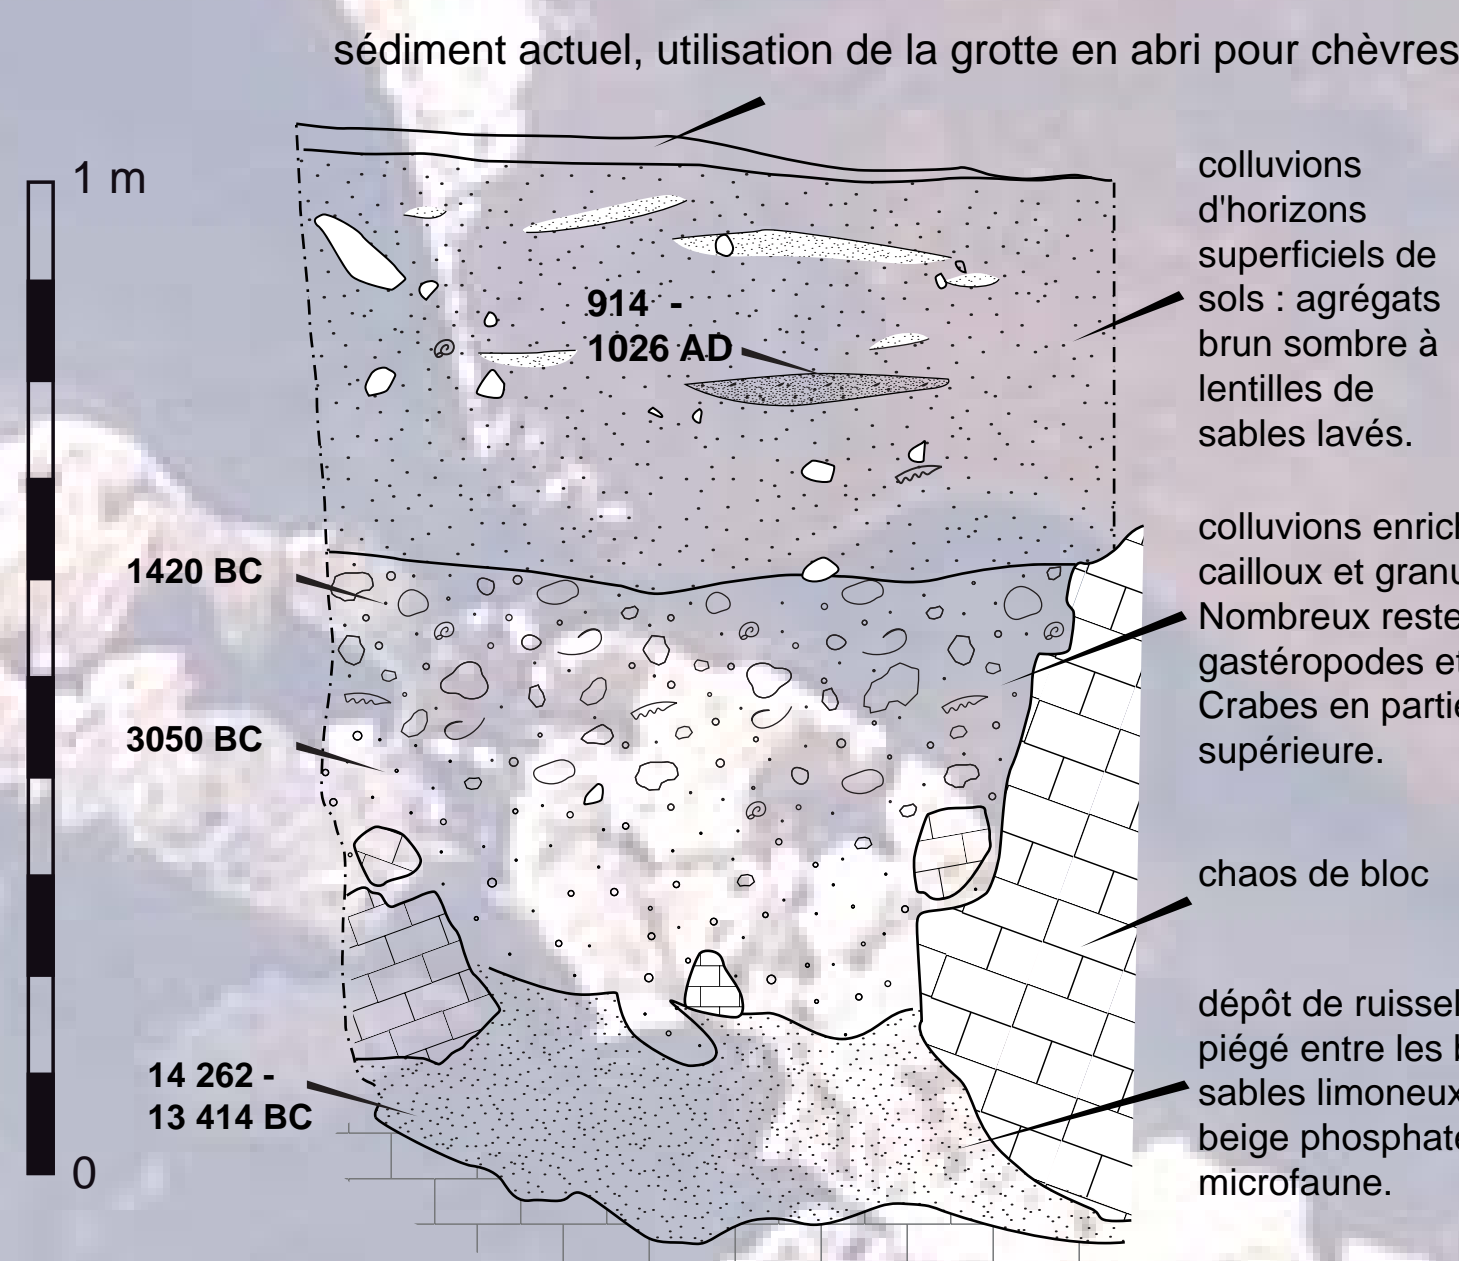 sédiment actuel, utilisation de la grotte en abri pour chèvres
1 m
colluvions
d'horizons
superficiels de
sols : agrégats
brun sombre à
lentilles de
sables lavés.
914 -
1026 AD
1420 BC
colluvions enrich
cailloux et granu
Nombreux reste
gastéropodes et
Crabes en partie
supérieure.
3050 BC
chaos de bloc
dépôt de ruissel
piégé entre les b
sables limoneux
beige phosphaté
microfaune.
14 262 -
13 414 BC
0